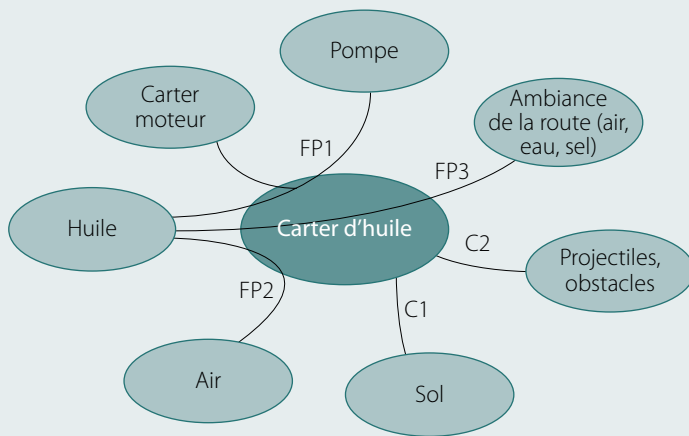 Pompe
Carter
moteur
Ambiance
de la route (air,
eau, sel)
FP1
FP3
Huile
Carter d’huile
C2
Projectiles,
obstacles
FP2
C1
Air
Sol